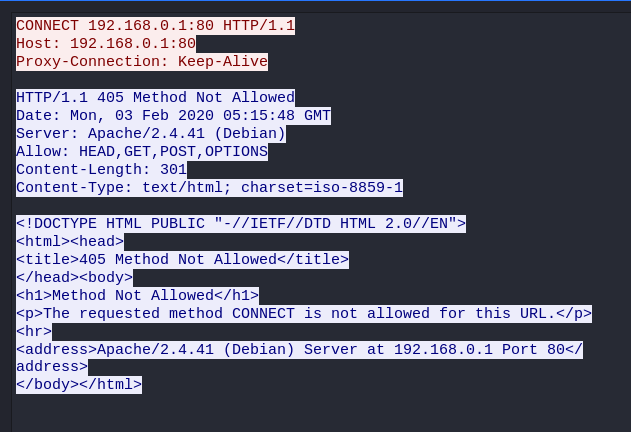 CONNECT 192.168.0.1:80 HTTP/1.1
Host: 192.168.0.1:80
Proxy-Connection: Keep-Alive
HTTP/1.1 405 Method Not Allowed
Date: Mon, 03 Feb 2020 05:15:48 GMT
Server: Apache/2.4.41 (Debian)
Allow: HEAD,GET,POST,OPTIONS
Content-Length: 301
Content-Type: text/html; charset=iso-8859-1
<!DOCTYPE HTML PUBLIC "-//IETF//DTD HTML 2.0//EN">
<html><head>
<title>405 Method Not Allowed</title>
</head><body>
<h1>Method Not Allowed</h1>
<p>The requested method CONNECT is not allowed for this URL.</p>
<hr>
<address>Apache/2.4.41 (Debian) Server at 192.168.0.1 Port 80</
address>
</body></html>